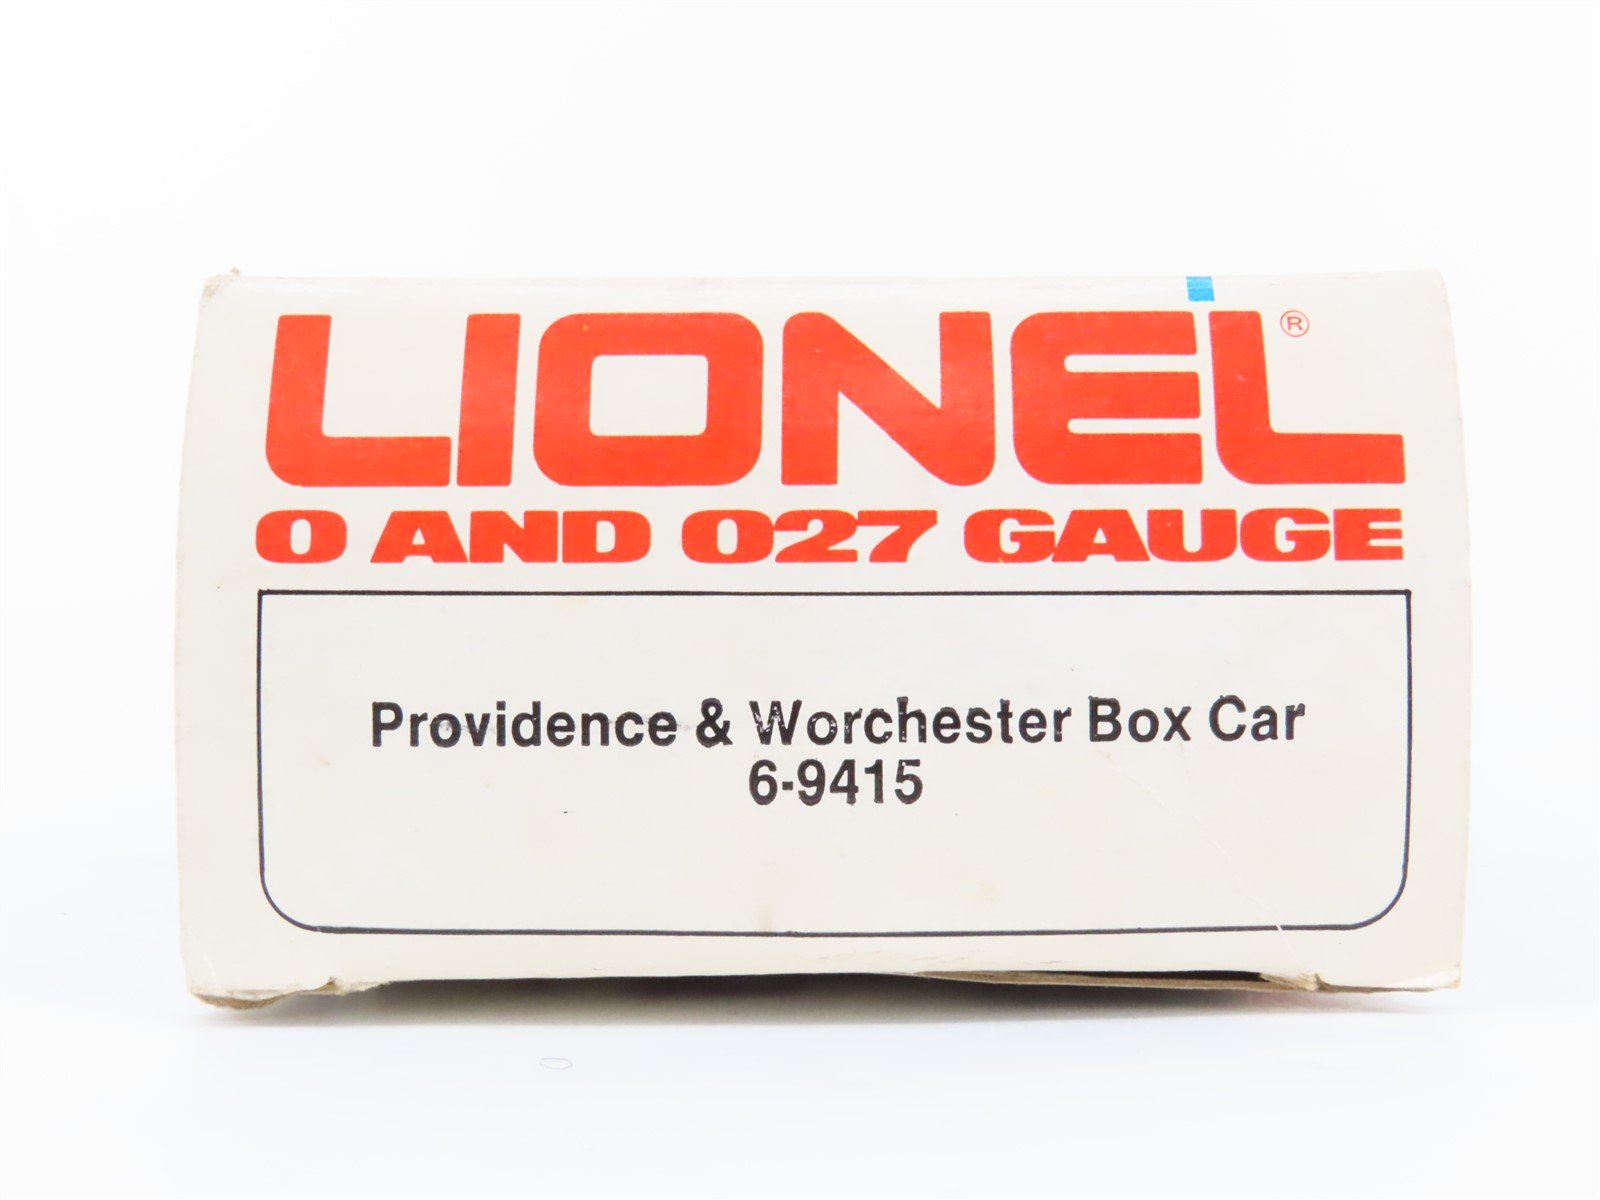 LIONEL®
O AND O27 GAUGE
Providence & Worchester Box Car
6-9415